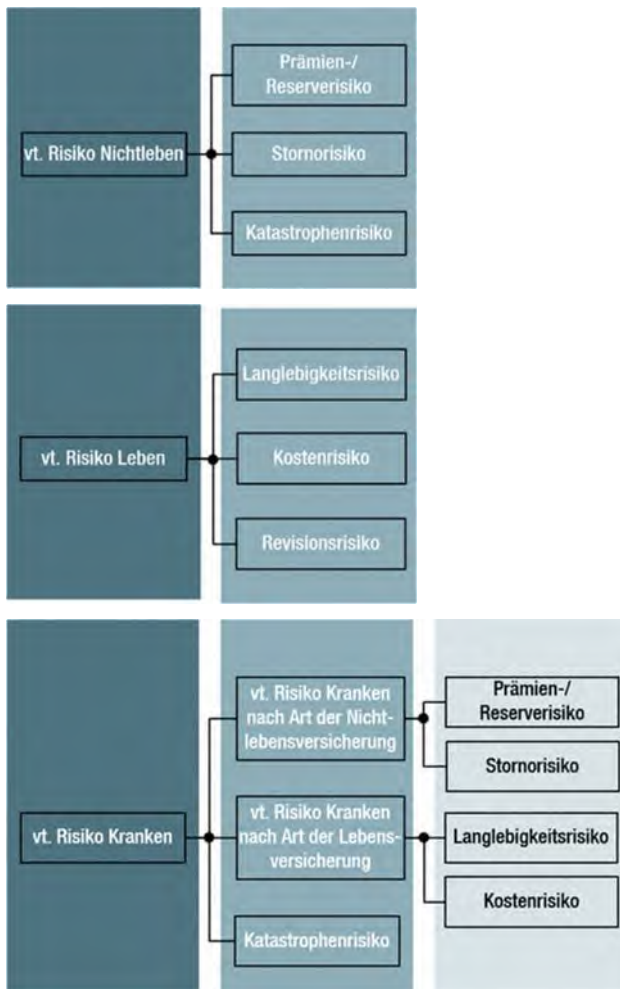 vt. Risiko Nichtleben
Prämien-/
Reserverisiko
Stornorisiko
Katastrophenrisiko
vt. Risiko Leben
Langlebigkeitsrisiko
Kostenrisiko
Revisionsrisiko
vt. Risiko Kranken
vt. Risiko Kranken
nach Art der Nicht-
lebensversicherung
Prämien-/
Reserverisiko
Stornorisiko
vt. Risiko Kranken
nach Art der Lebens-
versicherung
Langlebigkeitsrisiko
Kostenrisiko
Katastrophenrisiko